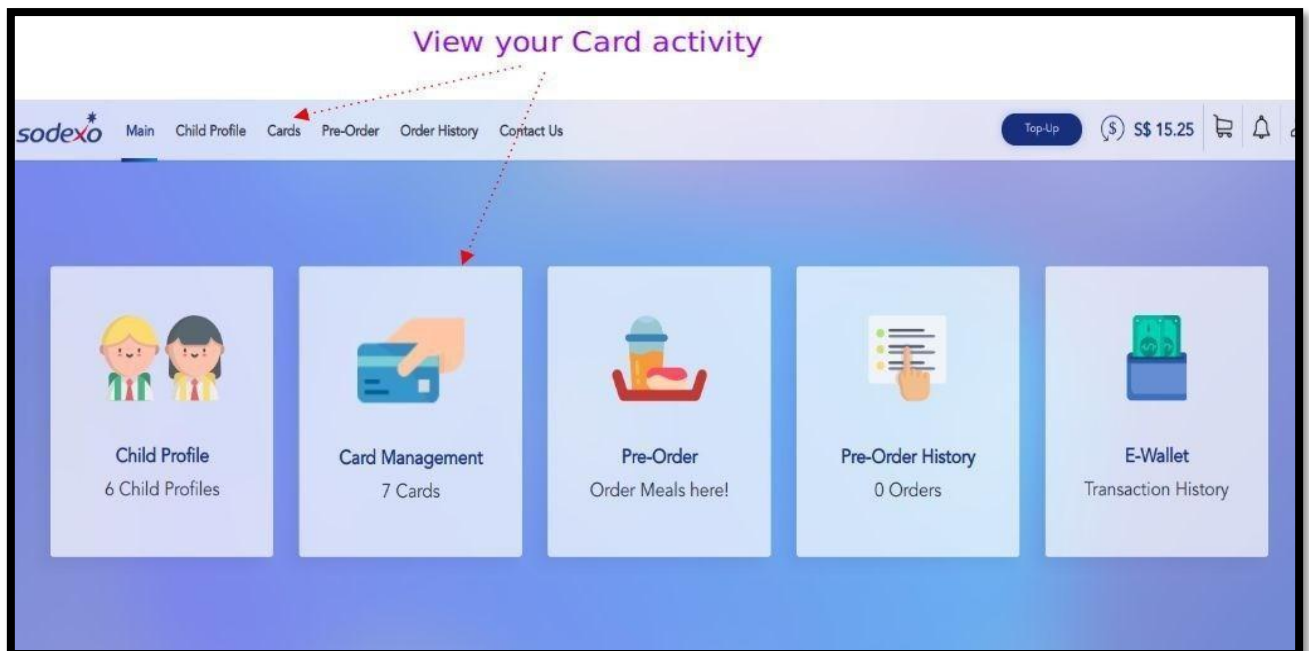 View your Card activity
sodexo Main Child Profile Cards Pre-Order Order History Contact Us Top-Up S$ 15.25
Child Profile
6 Child Profiles
Card Management
7 Cards
Pre-Order
Order Meals here!
Pre-Order History
0 Orders
E-Wallet
Transaction History